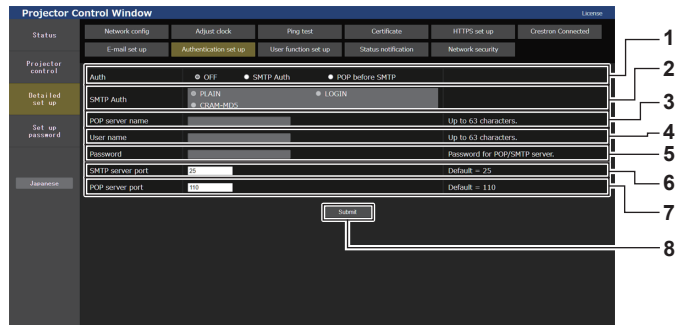 Projector Control Window
License
Status
Network config
Adjust clock
Ping test
Certificate
HTTPS set up
Crestron Connected
E-mail set up
Authentication set up
User function set up
Status notification
Network security
Projector
control
Detailed
set up
Set up
password
Japanese
Auth
OFF
SMTP Auth
POP before SMTP
1
SMTP Auth
PLAIN
LOGIN
CRAM-MD5
2
POP server name
Up to 63 characters.
3
User name
Up to 63 characters.
4
Password
Password for POP/SMTP server.
5
SMTP server port
25
Default = 25
6
POP server port
110
Default = 110
7
Submit
8